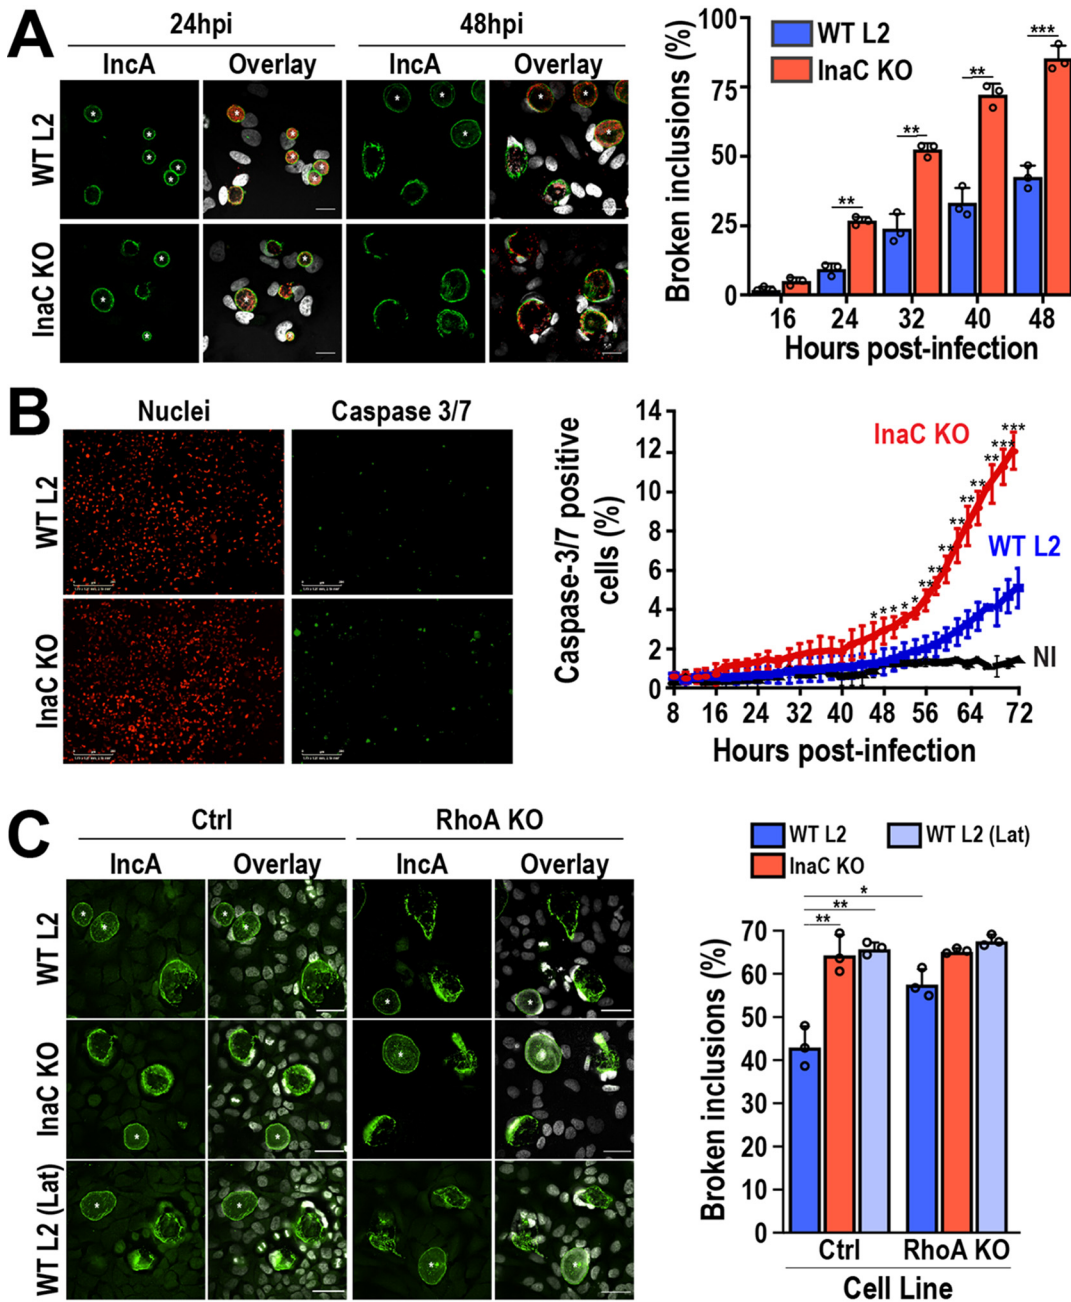 A
24hpi
48hpi
IncA
Overlay
IncA
Overlay
WT L2
InaC KO
Broken inclusions (%)
100
75
50
25
0
WT L2
InaC KO
**
**
**
***
16
24
32
40
48
Hours post-infection
B
Nuclei
Caspase 3/7
WT L2
InaC KO
Caspase-3/7 positive
cells (%)
14
12
10
8
6
4
2
0
InaC KO
WT L2
NI
8
16
24
32
40
48
56
64
72
Hours post-infection
C
Ctrl
RhoA KO
IncA
Overlay
IncA
Overlay
WT L2
InaC KO
WT L2 (Lat)
WT L2
WT L2 (Lat)
InaC KO
*
**
**
Broken inclusions (%)
70
60
50
40
30
20
10
0
Ctrl
RhoA KO
Cell Line